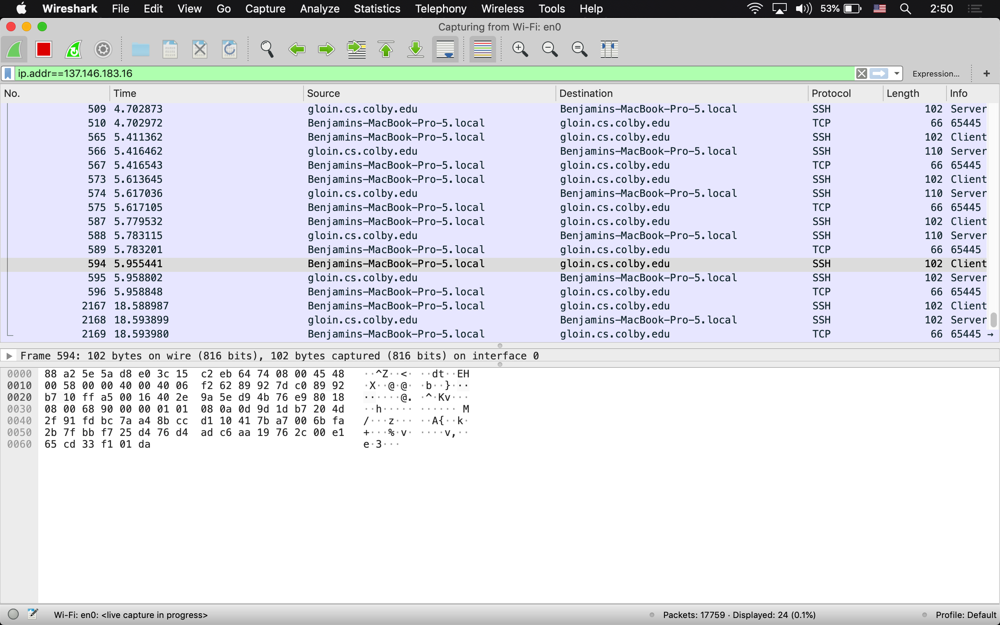 Wireshark File Edit View Go Capture Analyze Statistics Telephony Wireless Tools Help 53% 2:50
Capturing from Wi-Fi: en0
ip.addr==137.146.183.16 Expression... +
No. Time Source Destination Protocol Length Info
509 4.702873 gloin.cs.colby.edu Benjamins-MacBook-Pro-5.local SSH 102 Server
510 4.702972 Benjamins-MacBook-Pro-5.local gloin.cs.colby.edu TCP 66 65445
565 5.411362 Benjamins-MacBook-Pro-5.local gloin.cs.colby.edu SSH 102 Client
566 5.416462 gloin.cs.colby.edu Benjamins-MacBook-Pro-5.local SSH 110 Server
567 5.416543 Benjamins-MacBook-Pro-5.local gloin.cs.colby.edu TCP 66 65445
573 5.613645 Benjamins-MacBook-Pro-5.local gloin.cs.colby.edu SSH 102 Client
574 5.617036 gloin.cs.colby.edu Benjamins-MacBook-Pro-5.local SSH 110 Server
575 5.617105 Benjamins-MacBook-Pro-5.local gloin.cs.colby.edu TCP 66 65445
587 5.779532 Benjamins-MacBook-Pro-5.local gloin.cs.colby.edu SSH 102 Client
588 5.783115 gloin.cs.colby.edu Benjamins-MacBook-Pro-5.local SSH 110 Server
589 5.783201 Benjamins-MacBook-Pro-5.local gloin.cs.colby.edu TCP 66 65445
594 5.955441 Benjamins-MacBook-Pro-5.local gloin.cs.colby.edu SSH 102 Client
595 5.958802 gloin.cs.colby.edu Benjamins-MacBook-Pro-5.local SSH 102 Server
596 5.958848 Benjamins-MacBook-Pro-5.local gloin.cs.colby.edu TCP 66 65445
2167 18.588987 Benjamins-MacBook-Pro-5.local gloin.cs.colby.edu SSH 102 Client
2168 18.593899 gloin.cs.colby.edu Benjamins-MacBook-Pro-5.local SSH 102 Server
2169 18.593980 Benjamins-MacBook-Pro-5.local gloin.cs.colby.edu TCP 66 65445 →
Frame 594: 102 bytes on wire (816 bits), 102 bytes captured (816 bits) on interface 0
0000 88 a2 5e 5a d8 e0 3c 15 c2 eb 64 74 08 00 45 48 ··^Z··<· ··dt··EH
0010 00 58 00 00 40 00 40 06 f2 62 89 92 7d c0 89 92 ·X··@·@· ·b··}···
0020 b7 10 ff a5 00 16 40 2e 9a 5e d9 4b 76 e9 80 18 ······@. ·^·Kv···
0030 08 00 68 90 00 00 01 01 08 0a 0d 9d 1d b7 20 4d ··h····· ······ M
0040 2f 91 fd bc 7a a4 8b cc d1 10 41 7b a7 00 6b fa /···z··· ··A{··k·
0050 2b 7f bb f7 25 d4 76 d4 ad c6 aa 19 76 2c 00 e1 +···%·v· ····v,··
0060 65 cd 33 f1 01 da e·3···
Wi-Fi: en0: <live capture in progress> Packets: 17759 · Displayed: 24 (0.1%) Profile: Default